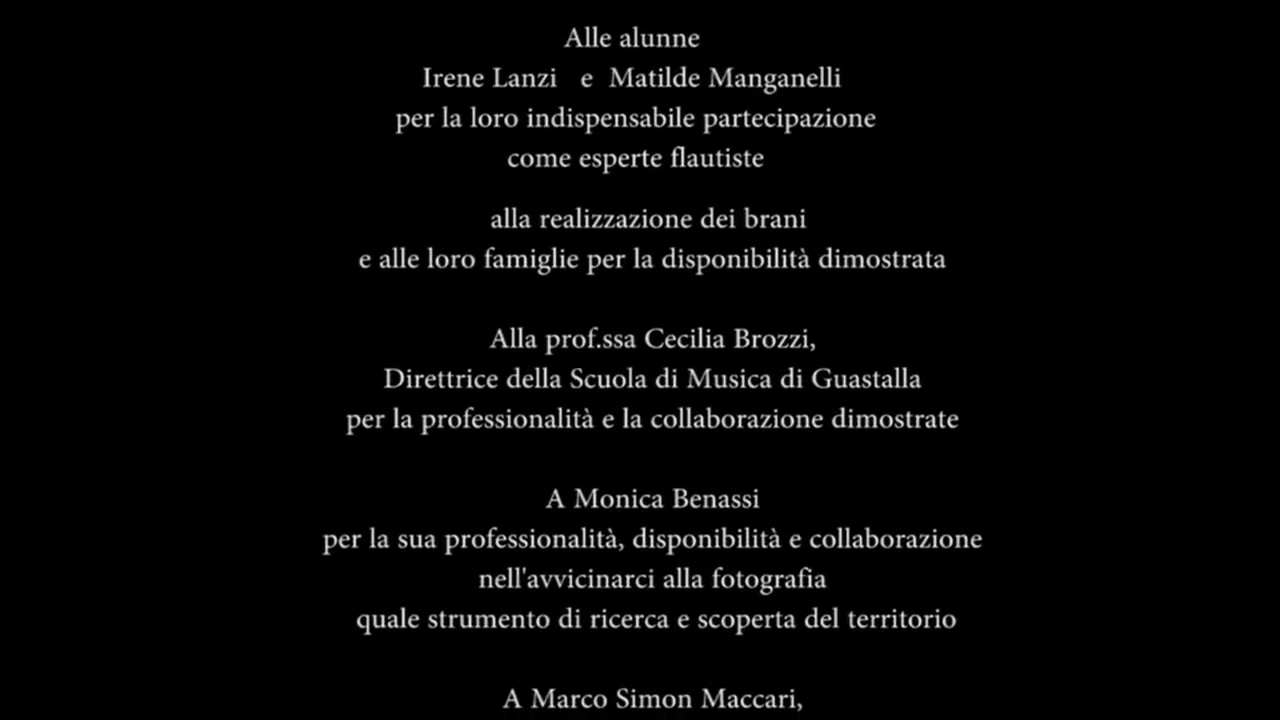 Alle alunne
Irene Lanzi e Matilde Manganelli
per la loro indispensabile partecipazione
come esperte flautiste
alla realizzazione dei brani
e alle loro famiglie per la disponibilità dimostrata
Alla prof.ssa Cecilia Brozzi,
Direttrice della Scuola di Musica di Guastalla
per la professionalità e la collaborazione dimostrate
A Monica Benassi
per la sua professionalità, disponibilità e collaborazione
nell'avvicinarci alla fotografia
quale strumento di ricerca e scoperta del territorio
A Marco Simon Maccari,